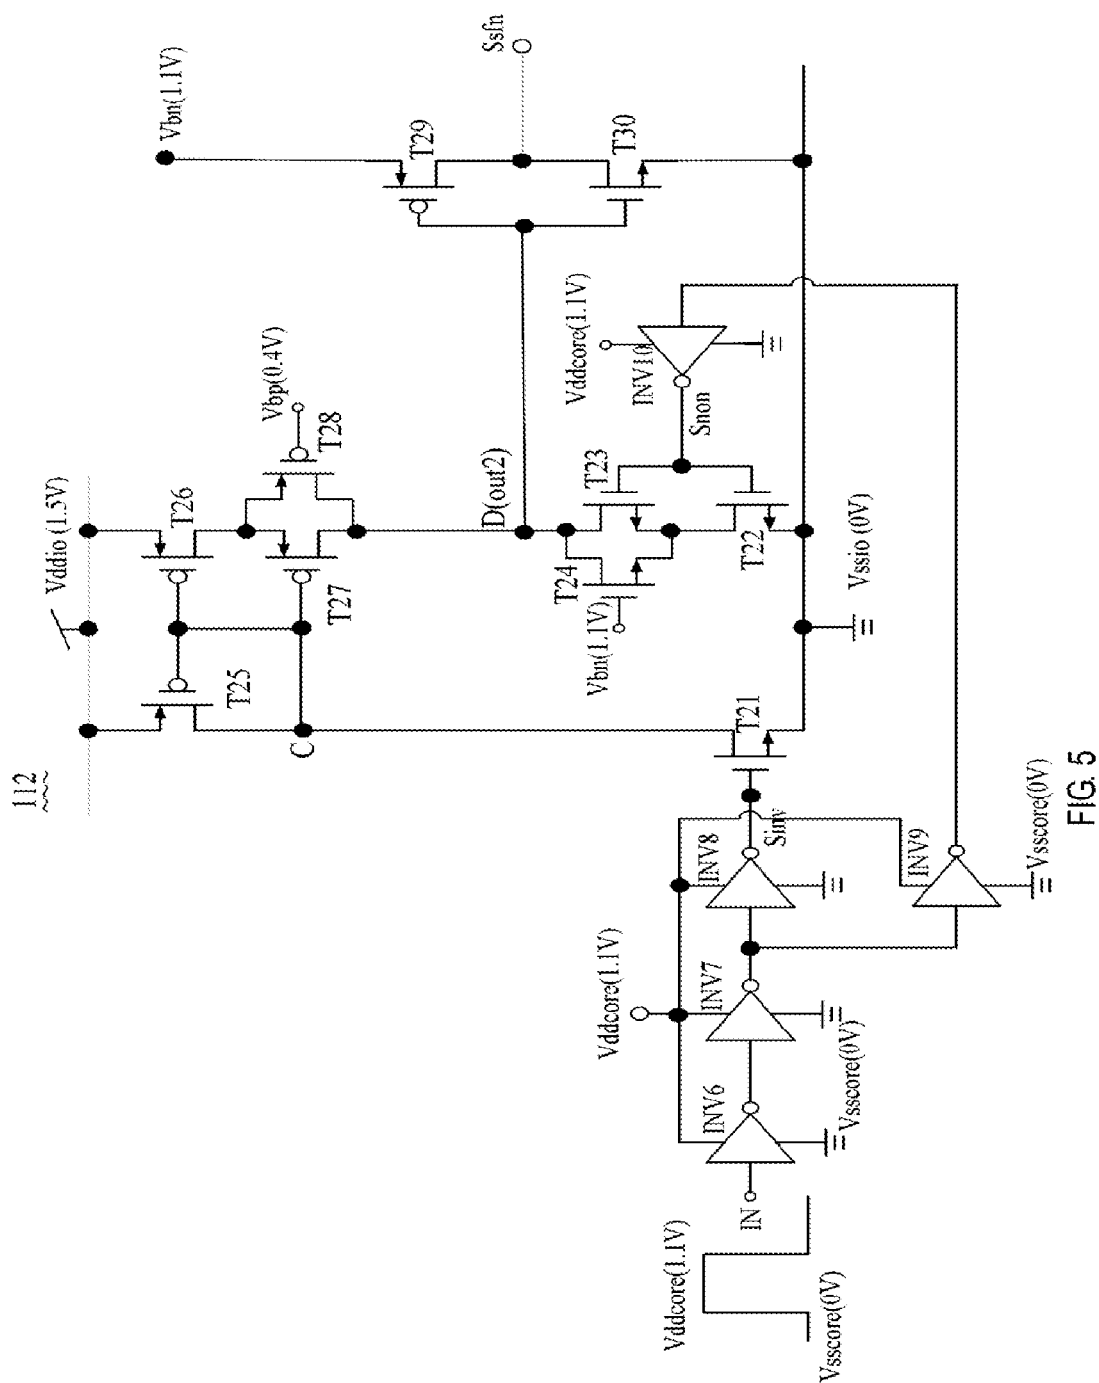 112
Vddio (1.5V)
T25
T26
T27
T28
Vbp(0.4V)
Vbn(1.1V)
T29
T30
Ssfn
C
D(out2)
T24
Vbn(1.1V)
T23
T22
Snon
INV10
Vddcore(1.1V)
T21
Vssio (0V)
Vddcore(1.1V)
Vsscore(0V)
IN
INV6
Vsscore(0V)
Vddcore(1.1V)
INV7
INV8
Sinv
INV9
Vsscore(0V)
FIG. 5